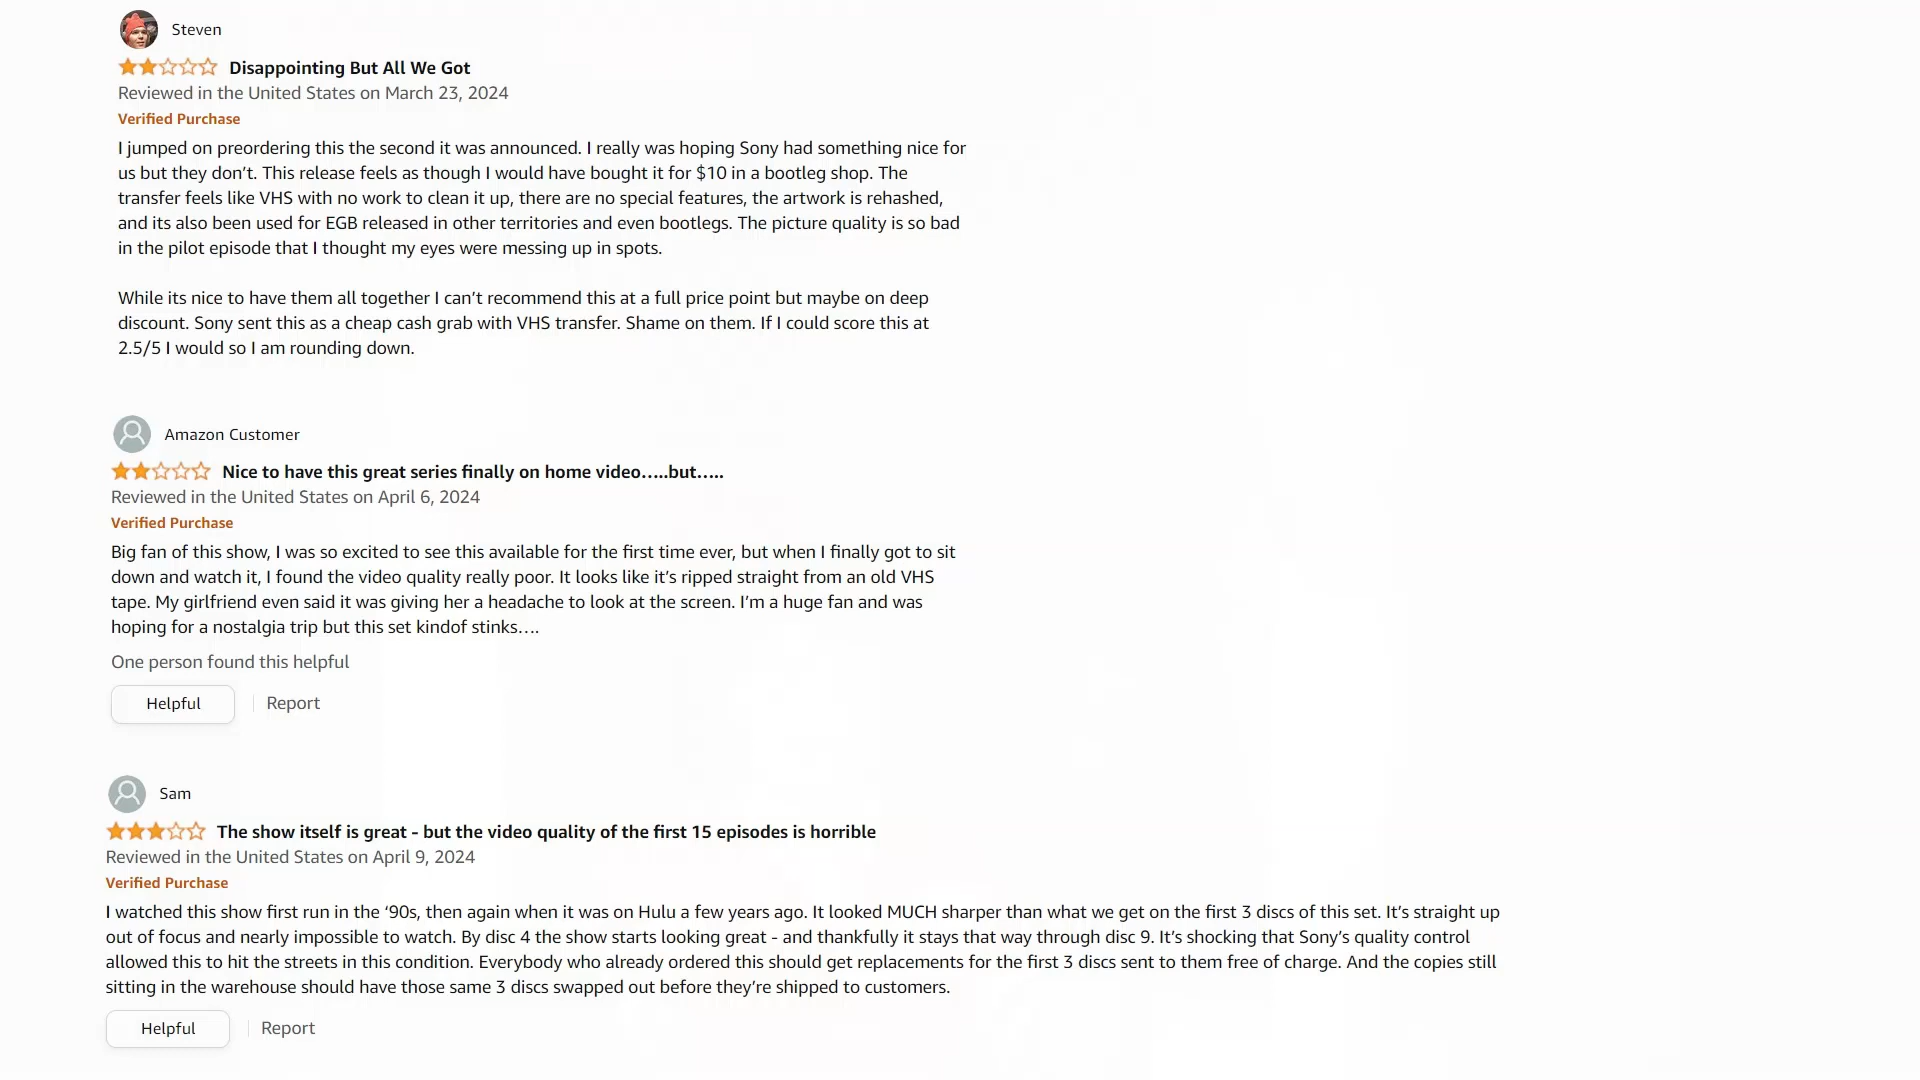 Steven
Disappointing But All We Got
Reviewed in the United States on March 23, 2024
Verified Purchase
I jumped on preordering this the second it was announced. I really was hoping Sony had something nice for
us but they don’t. This release feels as though I would have bought it for $10 in a bootleg shop. The
transfer feels like VHS with no work to clean it up, there are no special features, the artwork is rehashed,
and its also been used for EGB released in other territories and even bootlegs. The picture quality is so bad
in the pilot episode that I thought my eyes were messing up in spots.
While its nice to have them all together I can’t recommend this at a full price point but maybe on deep
discount. Sony sent this as a cheap cash grab with VHS transfer. Shame on them. If I could score this at
2.5/5 I would so I am rounding down.
Amazon Customer
Nice to have this great series finally on home video…..but…..
Reviewed in the United States on April 6, 2024
Verified Purchase
Big fan of this show, I was so excited to see this available for the first time ever, but when I finally got to sit
down and watch it, I found the video quality really poor. It looks like it’s ripped straight from an old VHS
tape. My girlfriend even said it was giving her a headache to look at the screen. I’m a huge fan and was
hoping for a nostalgia trip but this set kindof stinks….
One person found this helpful
Helpful | Report
Sam
The show itself is great - but the video quality of the first 15 episodes is horrible
Reviewed in the United States on April 9, 2024
Verified Purchase
I watched this show first run in the ‘90s, then again when it was on Hulu a few years ago. It looked MUCH sharper than what we get on the first 3 discs of this set. It’s straight up
out of focus and nearly impossible to watch. By disc 4 the show starts looking great - and thankfully it stays that way through disc 9. It’s shocking that Sony’s quality control
allowed this to hit the streets in this condition. Everybody who already ordered this should get replacements for the first 3 discs sent to them free of charge. And the copies still
sitting in the warehouse should have those same 3 discs swapped out before they’re shipped to customers.
Helpful | Report